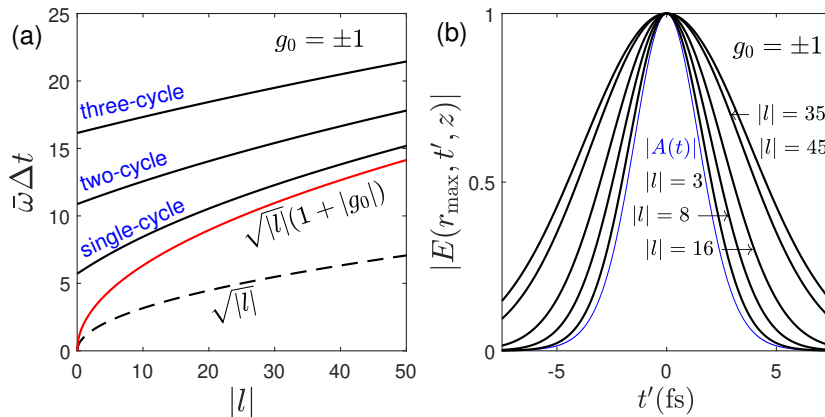 (a)
g₀ = ±1
25
20
15
10
5
0
ω̄Δt
three-cycle
two-cycle
single-cycle
√|l|(1 + |g₀|)
√|l|
0 10 20 30 40 50
|l|
(b)
g₀ = ±1
1
0.5
0
|E(r_max, t′, z)|
|A(t)|
|l| = 3
|l| = 8
|l| = 16
|l| = 35
|l| = 45
-5 0 5
t′(fs)